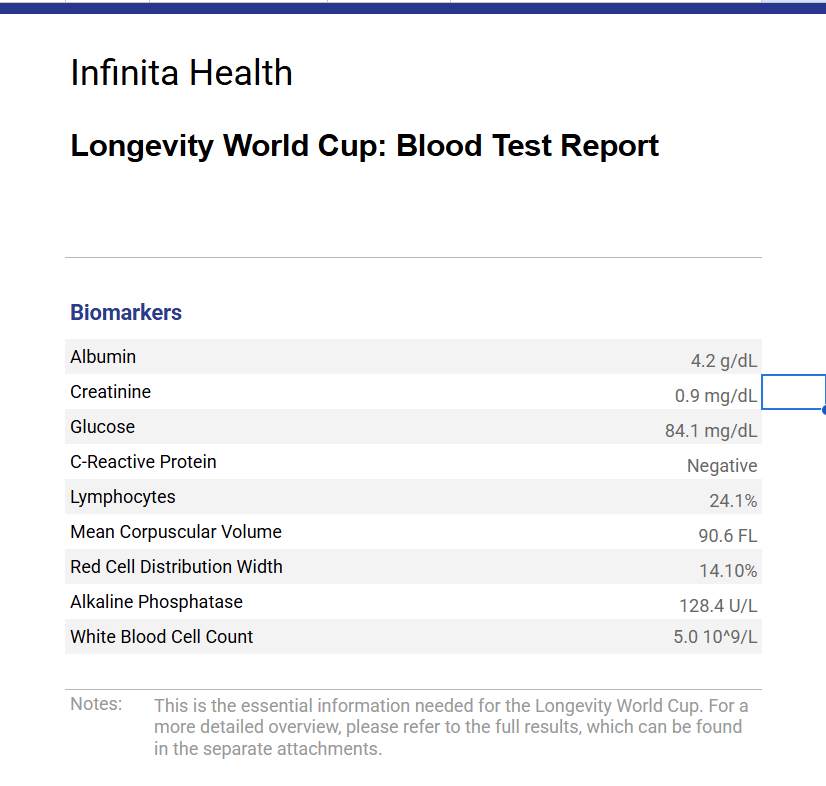 Infinita Health
Longevity World Cup: Blood Test Report
Biomarkers
Albumin 4.2 g/dL
Creatinine 0.9 mg/dL
Glucose 84.1 mg/dL
C-Reactive Protein Negative
Lymphocytes 24.1%
Mean Corpuscular Volume 90.6 FL
Red Cell Distribution Width 14.10%
Alkaline Phosphatase 128.4 U/L
White Blood Cell Count 5.0 10^9/L
Notes: This is the essential information needed for the Longevity World Cup. For a
more detailed overview, please refer to the full results, which can be found
in the separate attachments.